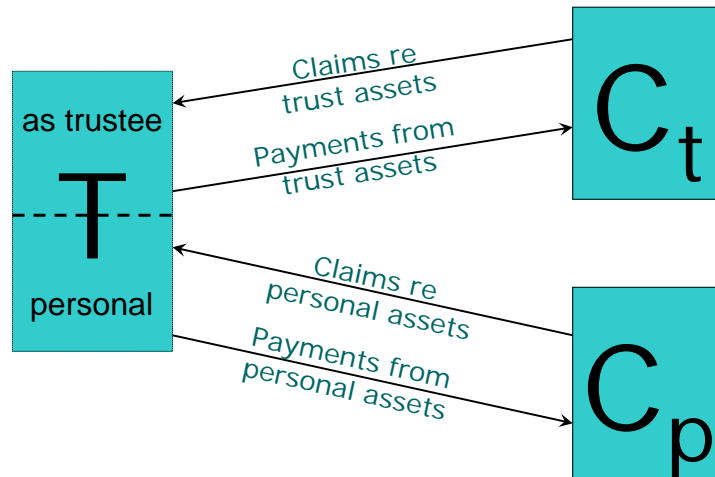 Claims re
trust assets
as trustee
Payments from
trust assets
T
personal
Claims re
personal assets
Payments from
personal assets
Ct
Cp